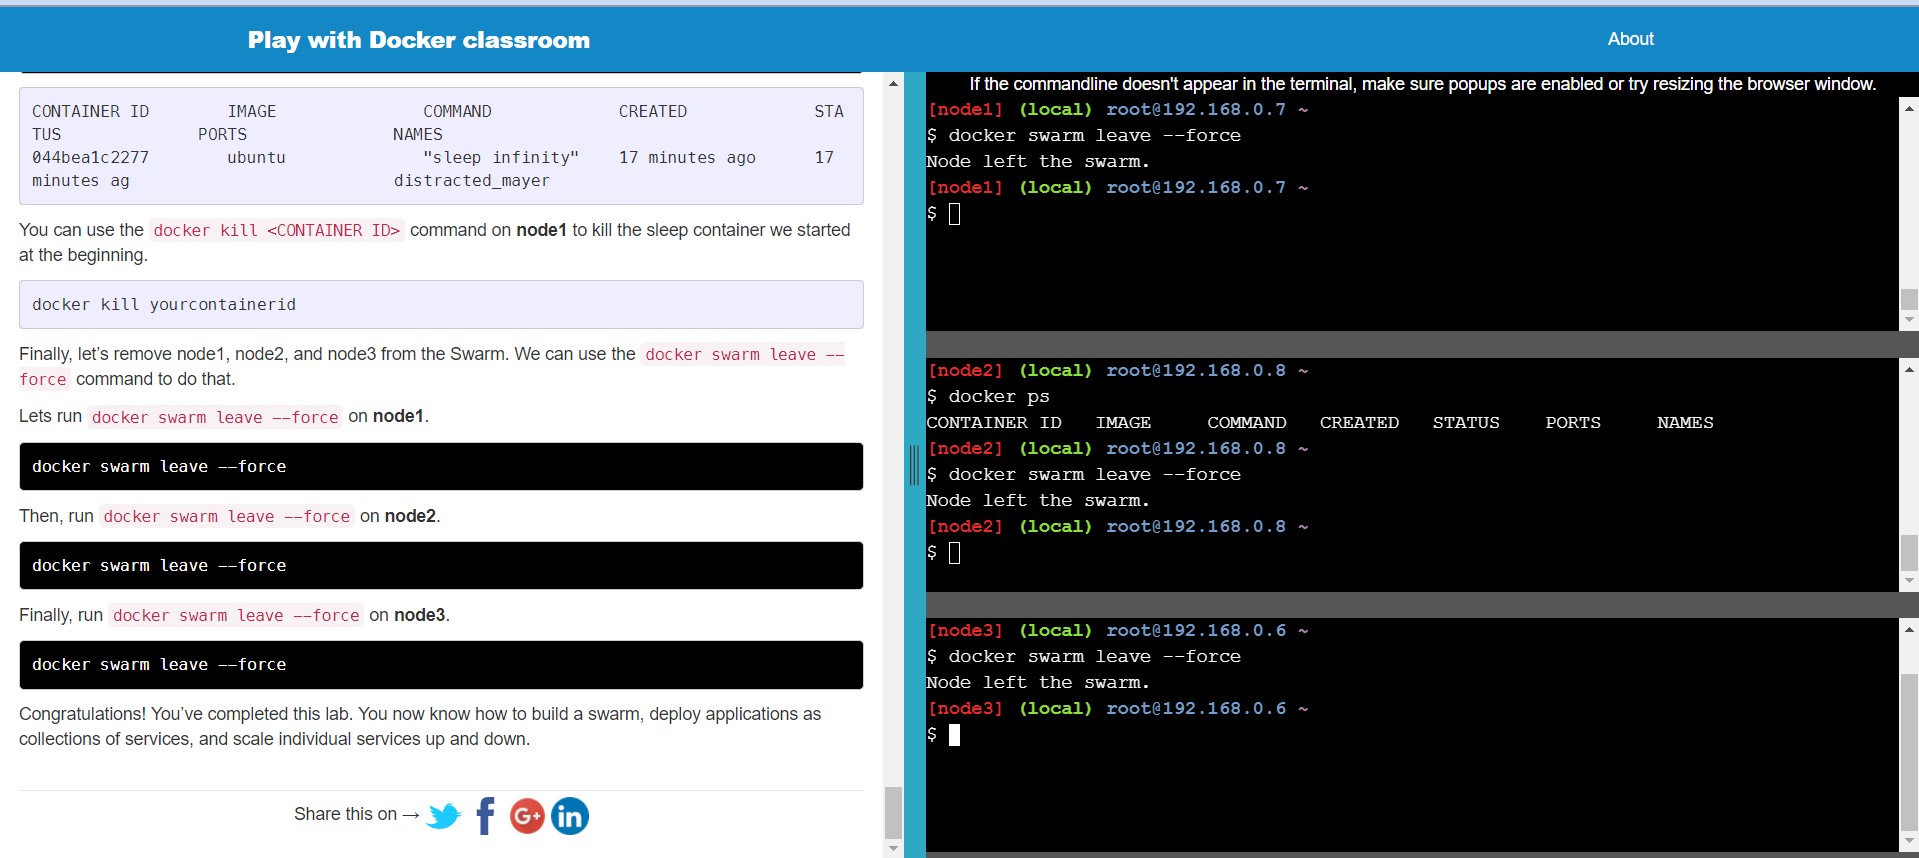 Play with Docker classroom
About
CONTAINER ID IMAGE COMMAND CREATED STA
TUS PORTS NAMES
044bea1c2277 ubuntu "sleep infinity" 17 minutes ago 17
minutes ag distracted_mayer
You can use the docker kill <CONTAINER ID> command on node1 to kill the sleep container we started
at the beginning.
docker kill yourcontainerid
Finally, let’s remove node1, node2, and node3 from the Swarm. We can use the docker swarm leave --
force command to do that.
Lets run docker swarm leave --force on node1.
docker swarm leave --force
Then, run docker swarm leave --force on node2.
docker swarm leave --force
Finally, run docker swarm leave --force on node3.
docker swarm leave --force
Congratulations! You’ve completed this lab. You now know how to build a swarm, deploy applications as
collections of services, and scale individual services up and down.
Share this on → f G+ in
If the commandline doesn't appear in the terminal, make sure popups are enabled or try resizing the browser window.
[node1] (local) root@192.168.0.7 ~
$ docker swarm leave --force
Node left the swarm.
[node1] (local) root@192.168.0.7 ~
$
[node2] (local) root@192.168.0.8 ~
$ docker ps
CONTAINER ID IMAGE COMMAND CREATED STATUS PORTS NAMES
[node2] (local) root@192.168.0.8 ~
$ docker swarm leave --force
Node left the swarm.
[node2] (local) root@192.168.0.8 ~
$
[node3] (local) root@192.168.0.6 ~
$ docker swarm leave --force
Node left the swarm.
[node3] (local) root@192.168.0.6 ~
$